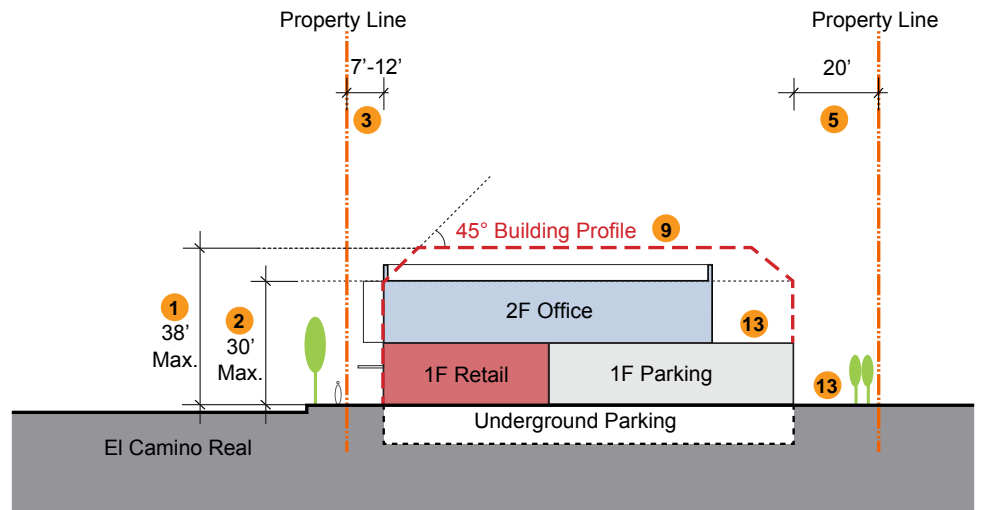 Property Line
Property Line
7’-12’
20’
3
5
45° Building Profile
9
1
38’
Max.
2
30’
Max.
2F Office
13
1F Retail
1F Parking
13
Underground Parking
El Camino Real